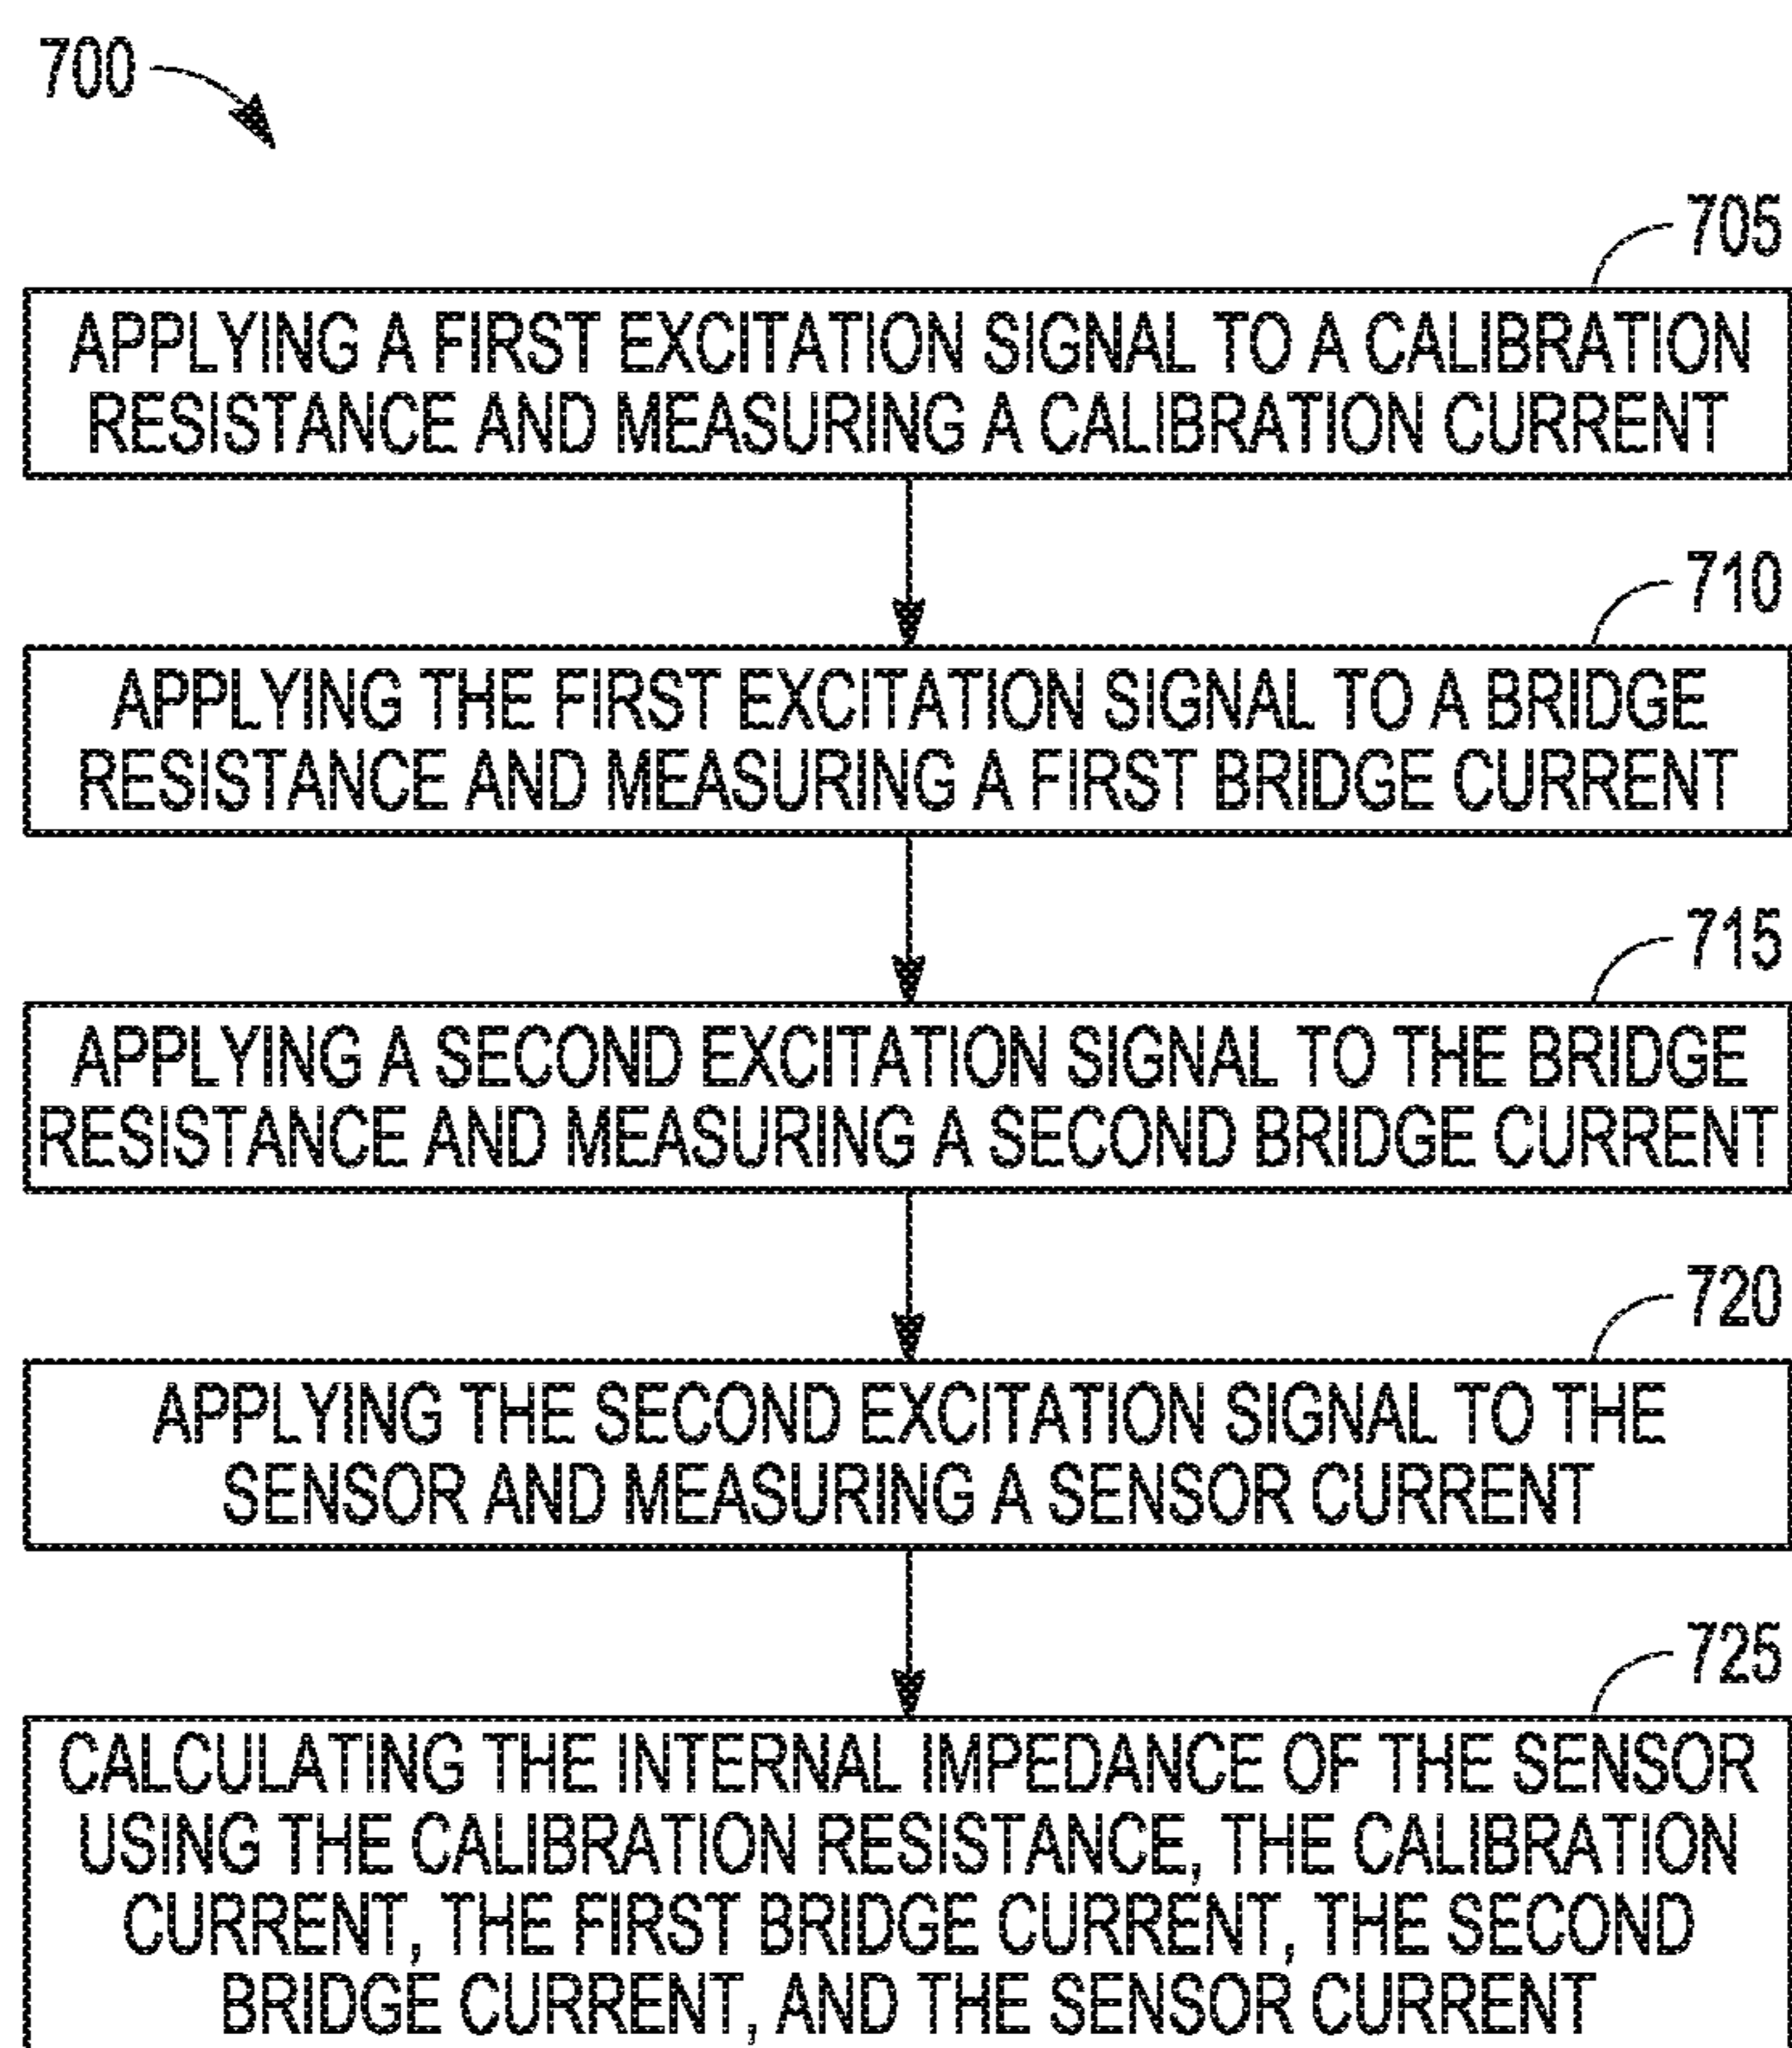 700
705
APPLYING A FIRST EXCITATION SIGNAL TO A CALIBRATION
RESISTANCE AND MEASURING A CALIBRATION CURRENT
710
APPLYING THE FIRST EXCITATION SIGNAL TO A BRIDGE
RESISTANCE AND MEASURING A FIRST BRIDGE CURRENT
715
APPLYING A SECOND EXCITATION SIGNAL TO THE BRIDGE
RESISTANCE AND MEASURING A SECOND BRIDGE CURRENT
720
APPLYING THE SECOND EXCITATION SIGNAL TO THE
SENSOR AND MEASURING A SENSOR CURRENT
725
CALCULATING THE INTERNAL IMPEDANCE OF THE SENSOR
USING THE CALIBRATION RESISTANCE, THE CALIBRATION
CURRENT, THE FIRST BRIDGE CURRENT, THE SECOND
BRIDGE CURRENT, AND THE SENSOR CURRENT